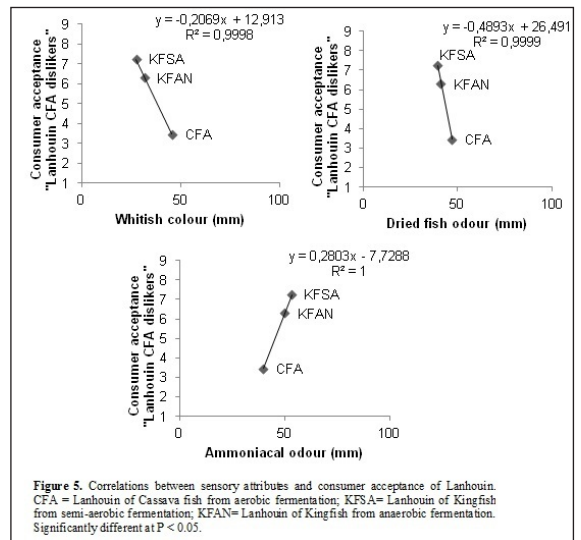 y = -0,2069x + 12,913
R² = 0,9998
Consumer acceptance
"Lanhouin CFA dislikers"
9
8
7
6
5
4
3
2
1
KFSA
KFAN
CFA
0
50
100
Whitish colour (mm)
y = -0,4893x + 26,491
R² = 0,9999
Consumer acceptance
"Lanhouin CFA dislikers"
9
8
7
6
5
4
3
2
1
KFSA
KFAN
CFA
0
50
100
Dried fish odour (mm)
y = 0,2803x - 7,7288
R² = 1
Consumer acceptance
"Lanhouin CFA dislikers"
9
8
7
6
5
4
3
2
1
KFSA
KFAN
CFA
0
50
100
Ammoniacal odour (mm)
Figure 5. Correlations between sensory attributes and consumer acceptance of Lanhouin.
CFA = Lanhouin of Cassava fish from aerobic fermentation; KFSA= Lanhouin of Kingfish
from semi-aerobic fermentation; KFAN= Lanhouin of Kingfish from anaerobic fermentation.
Significantly different at P < 0.05.